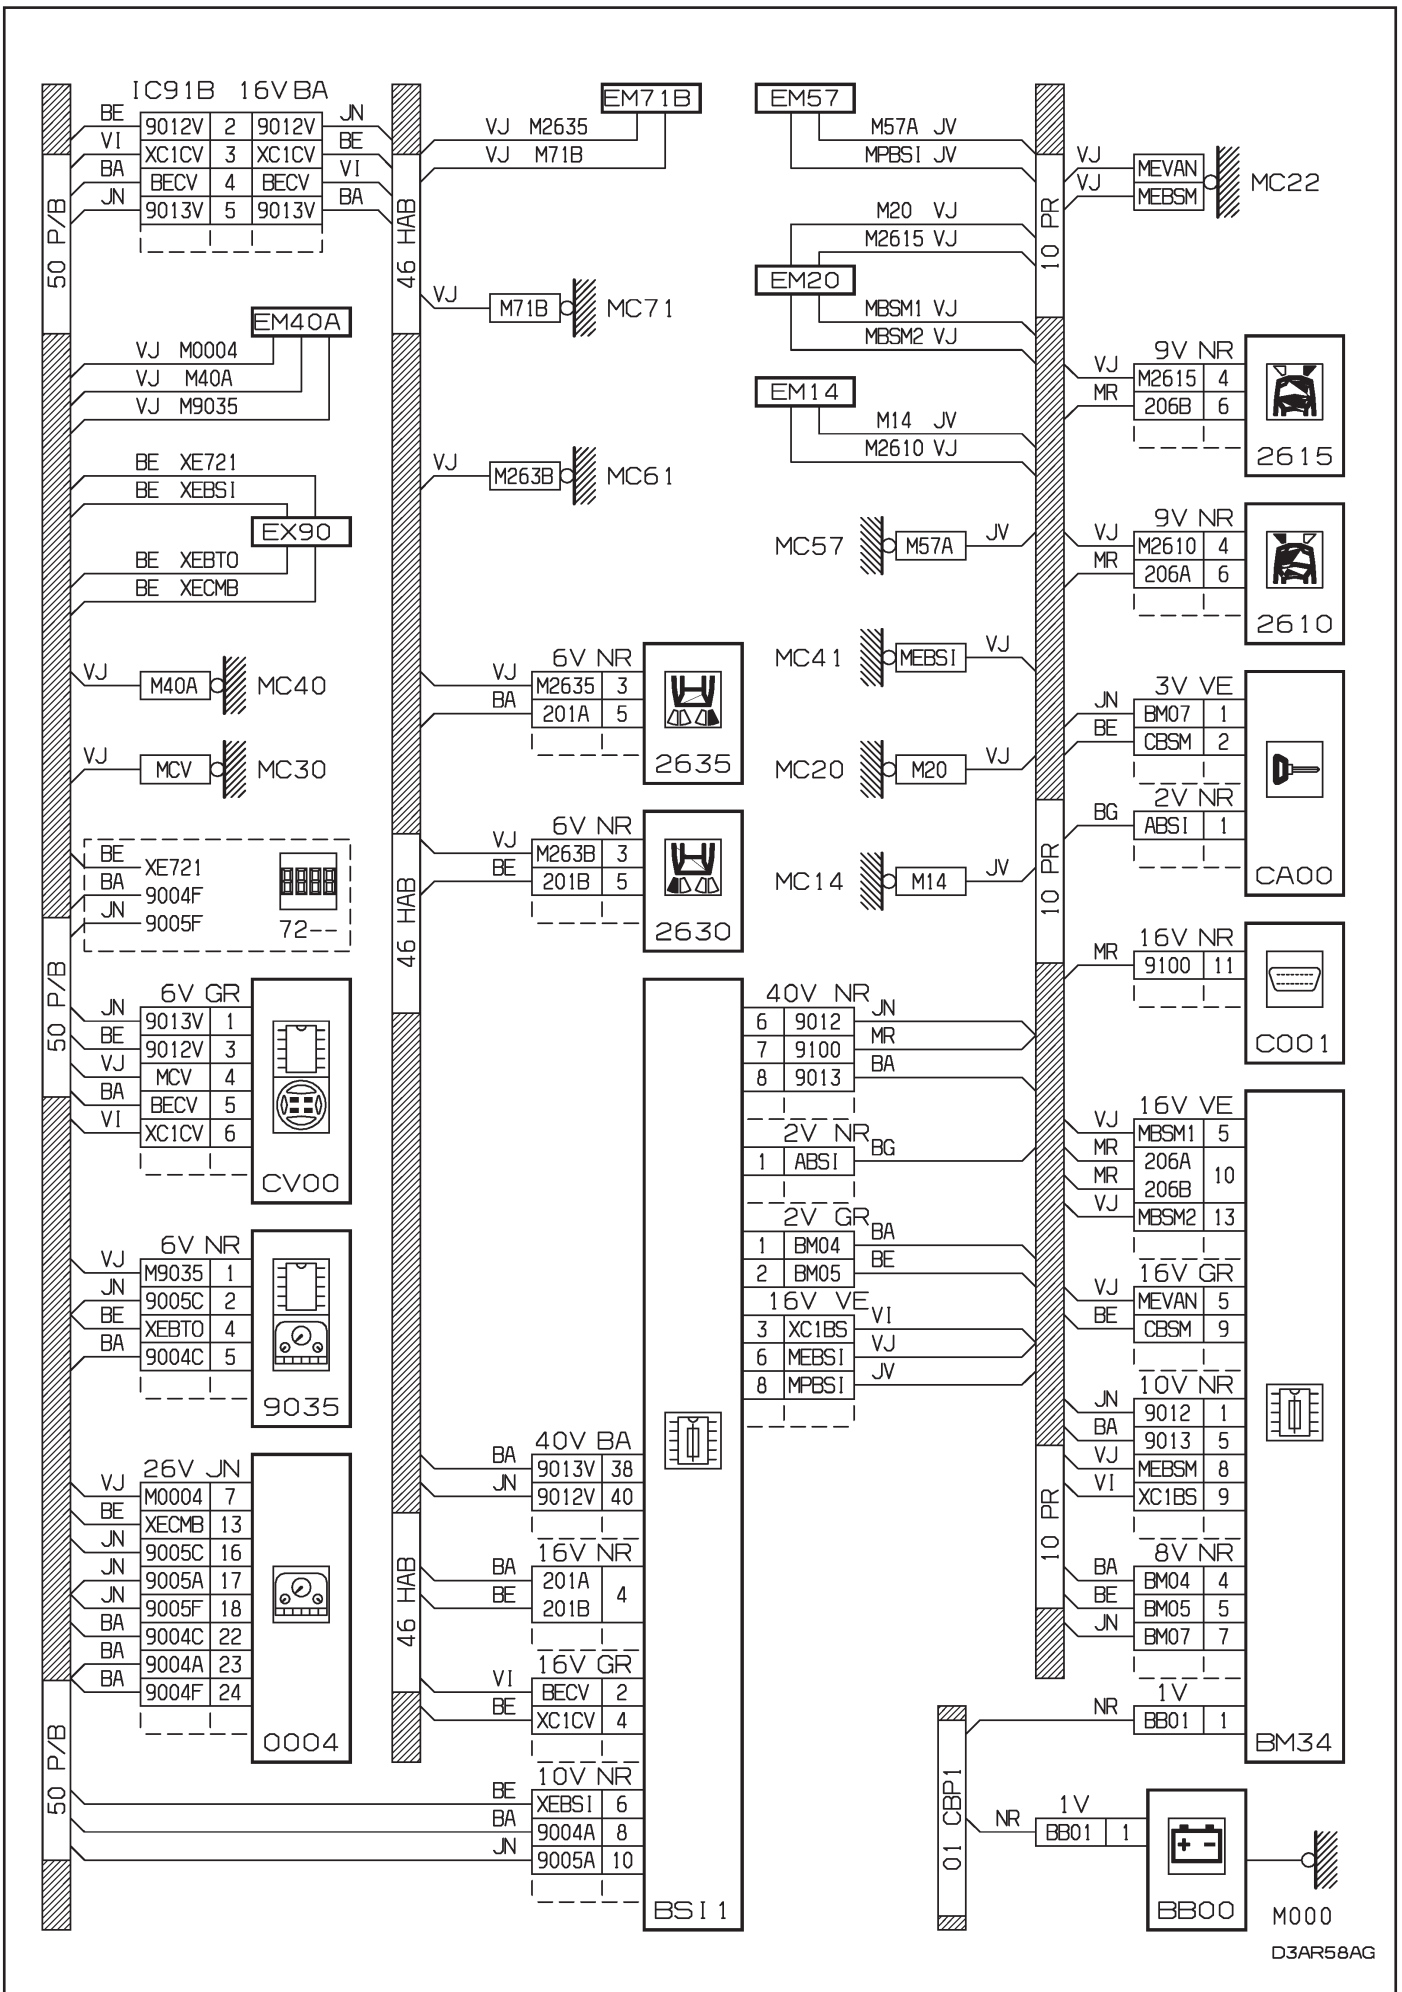 IC91B 16V BA
BE 9012V 2 9012V JN
VI XC1CV 3 XC1CV BE
BA BECV 4 BECV VI
JN 9013V 5 9013V BA
50 P/B
EM40A
VJ M0004
VJ M40A
VJ M9035
BE XE721
BE XEBSI
EX90
BE XEBTO
BE XECMB
VJ M40A MC40
VJ MCV MC30
BE XE721
BA 9004F
JN 9005F
72--
50 P/B
6V GR
JN 9013V 1
BE 9012V 3
VJ MCV 4
BA BECV 5
VI XC1CV 6
CV00
6V NR
VJ M9035 1
JN 9005C 2
BE XEBTO 4
BA 9004C 5
9035
26V JN
VJ M0004 7
BE XECMB 13
JN 9005C 16
JN 9005A 17
JN 9005F 18
BA 9004C 22
BA 9004A 23
BA 9004F 24
0004
50 P/B
46 HAB
EM71B
VJ M2635
VJ M71B
VJ M71B MC71
VJ M263B MC61
6V NR
VJ M2635 3
BA 201A 5
2635
46 HAB
6V NR
VJ M263B 3
BE 201B 5
2630
40V BA
BA 9013V 38
JN 9012V 40
46 HAB
16V NR
BA 201A 4
BE 201B
16V GR
VI BECV 2
BE XC1CV 4
10V NR
BE XEBSI 6
BA 9004A 8
JN 9005A 10
BSI1
40V NR
6 9012 JN
7 9100 MR
8 9013 BA
2V NR
1 ABSI BG
2V GR
1 BM04 BA
2 BM05 BE
16V VE
3 XC1BS VI
6 MEBSI VJ
8 MPBSI JV
EM57
M57A JV
MPBSI JV
M20 VJ
M2615 VJ
EM20
MBSM1 VJ
MBSM2 VJ
EM14
M14 JV
M2610 VJ
MC57 M57A JV
MC41 MEBSI VJ
MC20 M20 VJ
MC14 M14 JV
10 PR
VJ MEVAN
VJ MEBSM
MC22
9V NR
VJ M2615 4
MR 206B 6
2615
9V NR
VJ M2610 4
MR 206A 6
2610
3V VE
JN BM07 1
BE CBSM 2
2V NR
BG ABSI 1
CA00
10 PR
16V NR
MR 9100 11
C001
16V VE
VJ MBSM1 5
MR 206A 10
MR 206B
VJ MBSM2 13
16V GR
VJ MEVAN 5
BE CBSM 9
10V NR
JN 9012 1
BA 9013 5
VJ MEBSM 8
VI XC1BS 9
10 PR
8V NR
BA BM04 4
BE BM05 5
JN BM07 7
1V
NR BB01 1
BM34
01 CBP1
1V
NR BB01 1
BB00
M000
D3AR58AG